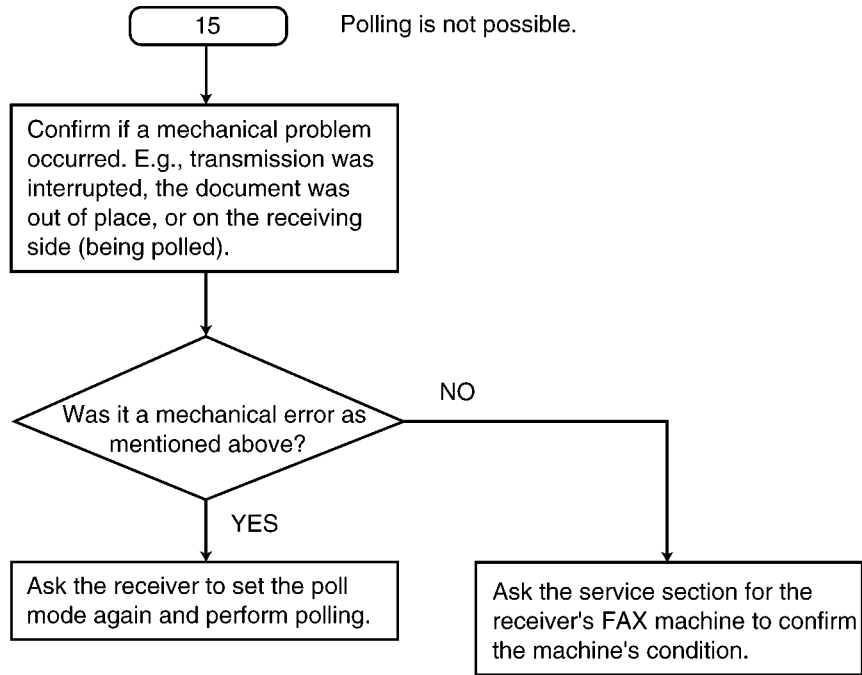 15
Polling is not possible.
Confirm if a mechanical problem
occurred. E.g., transmission was
interrupted, the document was
out of place, or on the receiving
side (being polled).
Was it a mechanical error as
mentioned above?
NO
YES
Ask the receiver to set the poll
mode again and perform polling.
Ask the service section for the
receiver's FAX machine to confirm
the machine's condition.